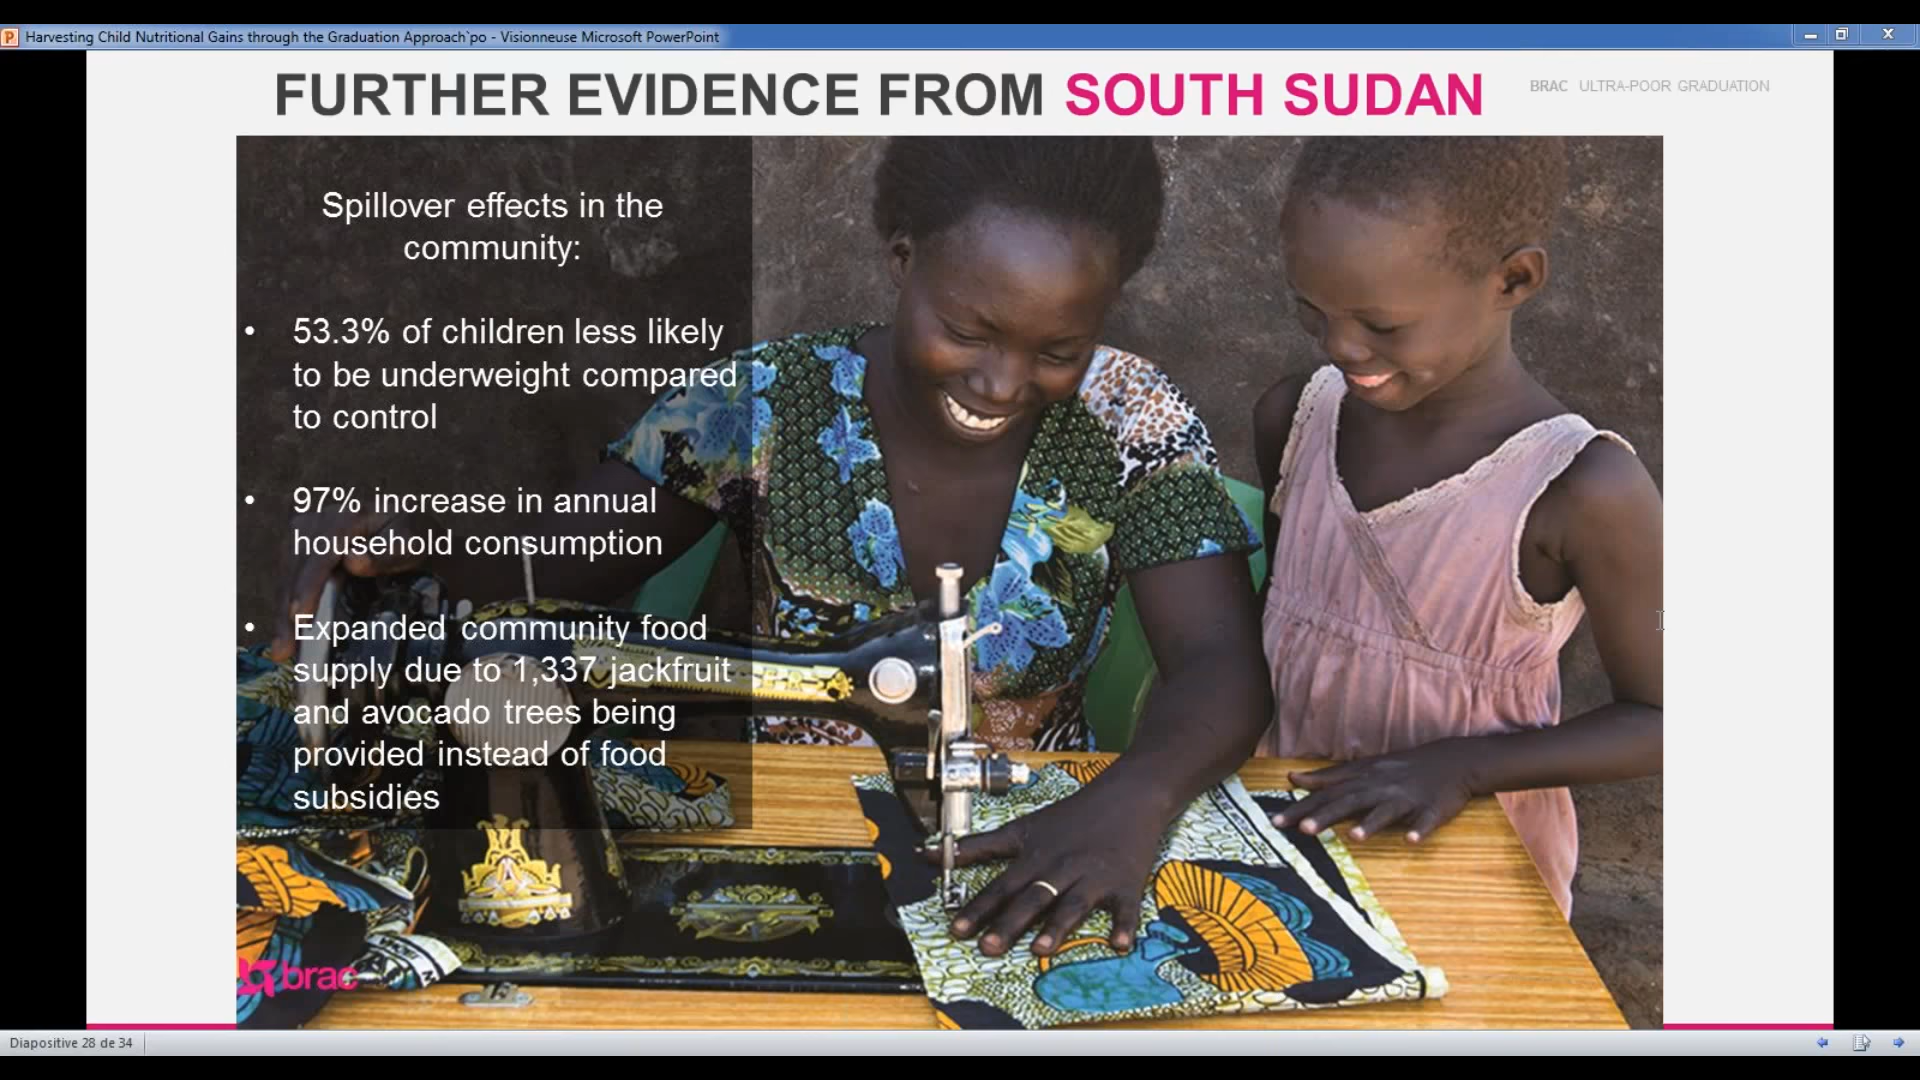 Harvesting Child Nutritional Gains through the Graduation Approach`po - Visionneuse Microsoft PowerPoint
FURTHER EVIDENCE FROM SOUTH SUDAN
BRAC ULTRA-POOR GRADUATION
Spillover effects in the
community:
• 53.3% of children less likely
to be underweight compared
to control
• 97% increase in annual
household consumption
• Expanded community food
supply due to 1,337 jackfruit
and avocado trees being
provided instead of food
subsidies
brac
Diapositive 28 de 34